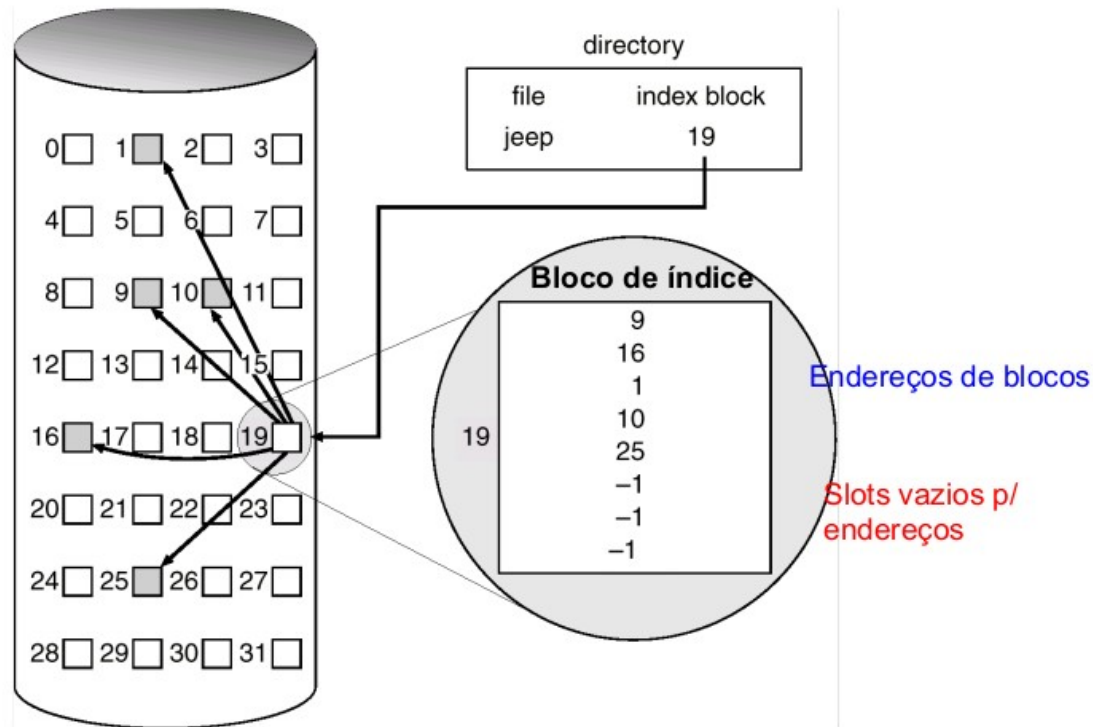 directory
file index block
jeep 19
0 1 2 3
4 5 6 7
8 9 10 11
12 13 14 15
16 17 18 19
20 21 22 23
24 25 26 27
28 29 30 31
Bloco de índice
9
16
1
10
25
–1
–1
–1
19
Endereços de blocos
Slots vazios p/
endereços